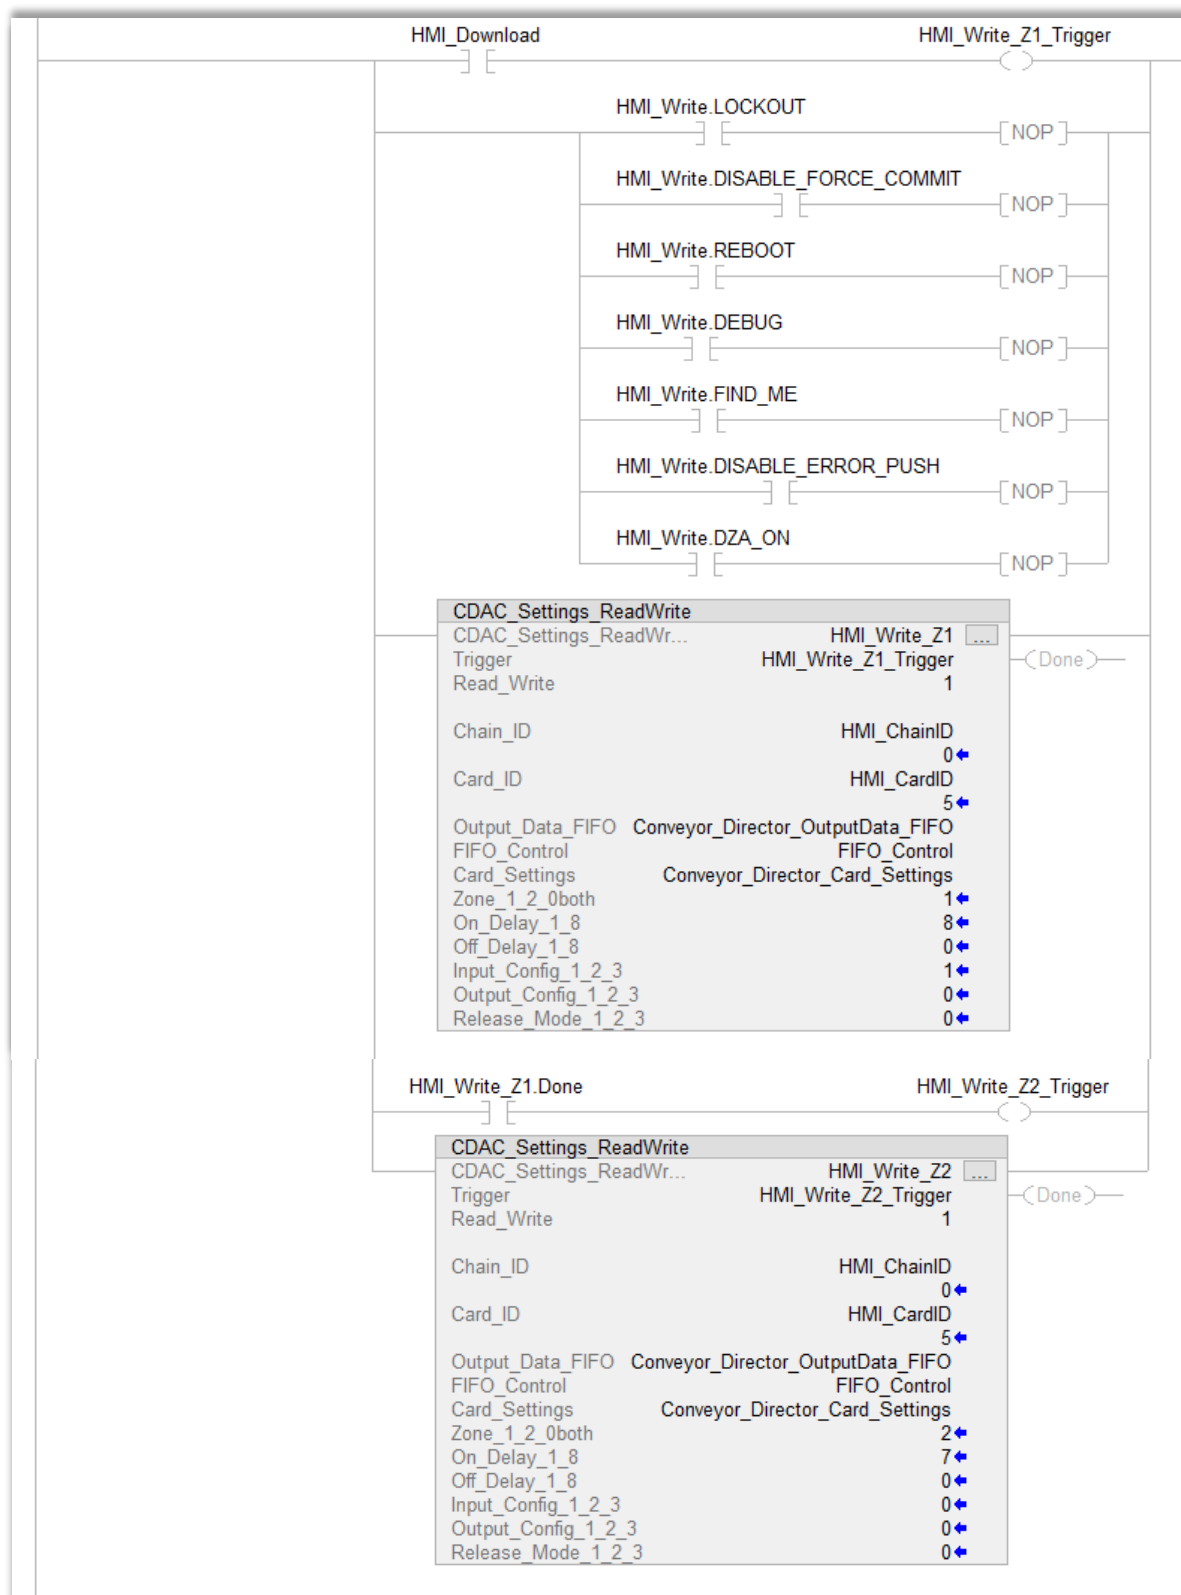 HMI_Download HMI_Write_Z1_Trigger
HMI_Write.LOCKOUT
NOP
HMI_Write.DISABLE_FORCE_COMMIT
NOP
HMI_Write.REBOOT
NOP
HMI_Write.DEBUG
NOP
HMI_Write.FIND_ME
NOP
HMI_Write.DISABLE_ERROR_PUSH
NOP
HMI_Write.DZA_ON
NOP
CDAC_Settings_ReadWrite
CDAC_Settings_ReadWr... HMI_Write_Z1 ...
Trigger HMI_Write_Z1_Trigger Done
Read_Write 1
Chain_ID HMI_ChainID
0
Card_ID HMI_CardID
5
Output_Data_FIFO Conveyor_Director_OutputData_FIFO
FIFO_Control FIFO_Control
Card_Settings Conveyor_Director_Card_Settings
Zone_1_2_0both 1
On_Delay_1_8 8
Off_Delay_1_8 0
Input_Config_1_2_3 1
Output_Config_1_2_3 0
Release_Mode_1_2_3 0
HMI_Write_Z1.Done HMI_Write_Z2_Trigger
CDAC_Settings_ReadWrite
CDAC_Settings_ReadWr... HMI_Write_Z2 ...
Trigger HMI_Write_Z2_Trigger Done
Read_Write 1
Chain_ID HMI_ChainID
0
Card_ID HMI_CardID
5
Output_Data_FIFO Conveyor_Director_OutputData_FIFO
FIFO_Control FIFO_Control
Card_Settings Conveyor_Director_Card_Settings
Zone_1_2_0both 2
On_Delay_1_8 7
Off_Delay_1_8 0
Input_Config_1_2_3 0
Output_Config_1_2_3 0
Release_Mode_1_2_3 0